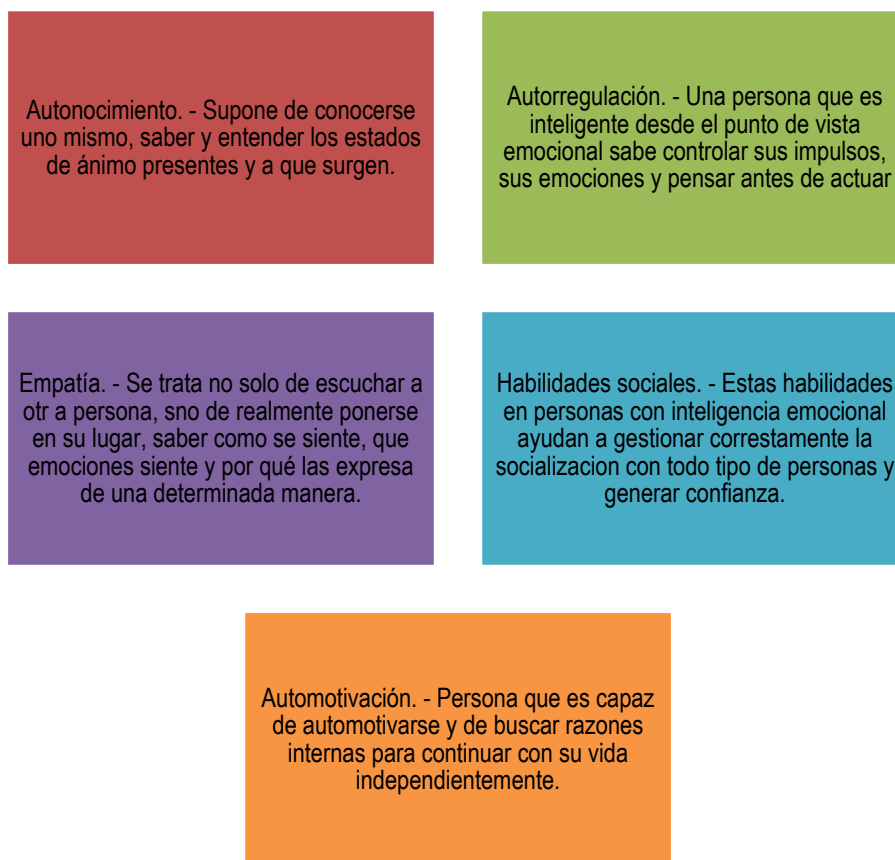 Autonocimiento. - Supone de conocerse
uno mismo, saber y entender los estados
de ánimo presentes y a que surgen.
Autorregulación. - Una persona que es
inteligente desde el punto de vista
emocional sabe controlar sus impulsos,
sus emociones y pensar antes de actuar
Empatía. - Se trata no solo de escuchar a
otr a persona, sno de realmente ponerse
en su lugar, saber como se siente, que
emociones siente y por qué las expresa
de una determinada manera.
Habilidades sociales. - Estas habilidades
en personas con inteligencia emocional
ayudan a gestionar correstamente la
socializacion con todo tipo de personas y
generar confianza.
Automotivación. - Persona que es capaz
de automotivarse y de buscar razones
internas para continuar con su vida
independientemente.